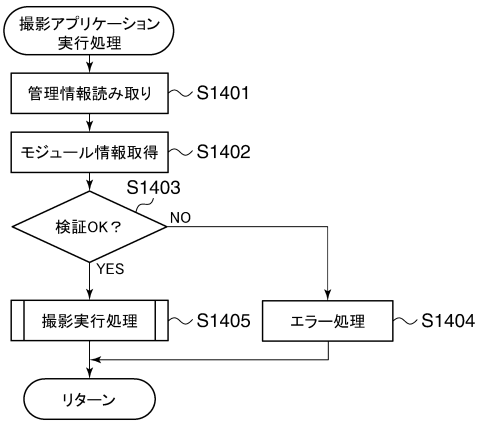 撮影アプリケーション
実行処理
管理情報読み取り
S1401
モジュール情報取得
S1402
S1403
検証OK?
NO
YES
撮影実行処理
S1405
エラー処理
S1404
リターン